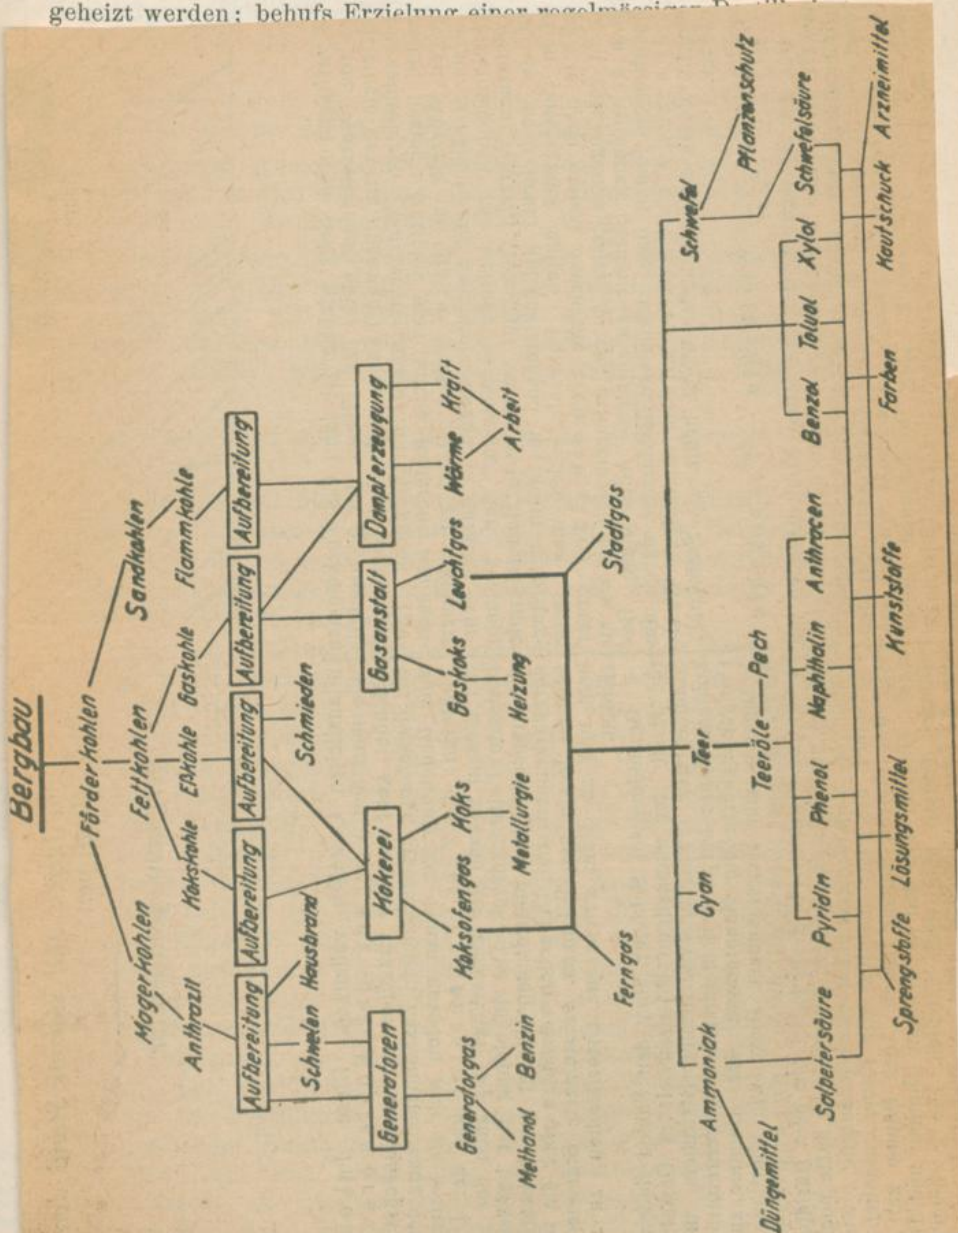 geheizt werden; behufs Erzielung einer regelmässigen
Bergbau
Förderkohlen
Magerkohlen Fettkohlen Sandkohlen
Anthrazit Kokskohle Eßkohle Gaskohle Flammkohle
Aufbereitung Aufbereitung Aufbereitung Aufbereitung Aufbereitung
Schwelen Hausbrand Schmieden
Generatoren Kokerei Gasanstalt Dampferzeugung
Generatorgas Koksofengas Koks Gaskoks Leuchtgas Wärme Kraft
Methanol Benzin Metallurgie Heizung Arbeit
Ferngas Stadtgas
Ammoniak Cyan Teer Schwefel
Düngemittel Teeröle—Pech Pflanzenschutz
Salpetersäure Pyridin Phenol Naphthalin Anthracen Benzol Toluol Xylol Schwefelsäure
Sprengstoffe Lösungsmittel Kunststoffe Farben Kautschuck Arzneimittel